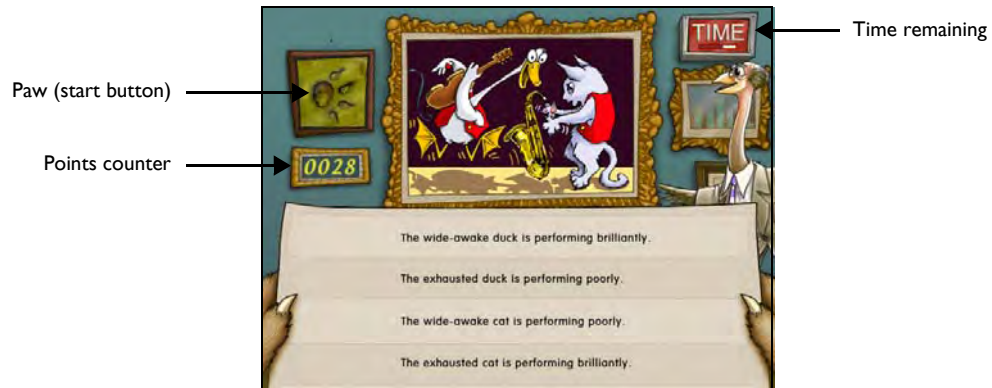 TIME
Time remaining
Paw (start button)
Points counter
0028
The wide-awake duck is performing brilliantly.
The exhausted duck is performing poorly.
The wide-awake cat is performing poorly.
The exhausted cat is performing brilliantly.